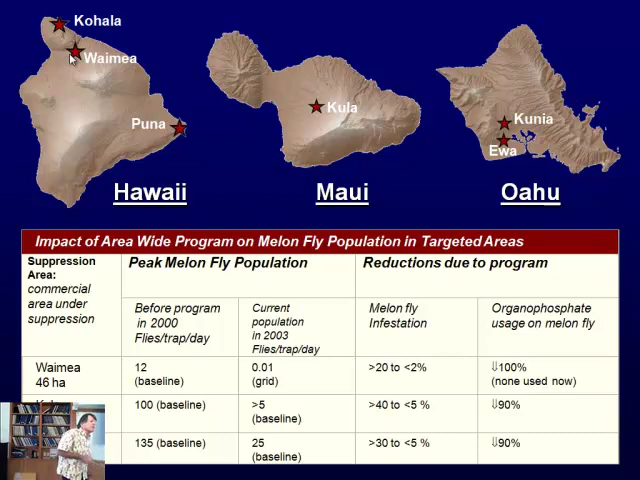 Kohala
Waimea
Puna
Kula
Kunia
Ewa
Hawaii
Maui
Oahu
Impact of Area Wide Program on Melon Fly Population in Targeted Areas
Suppression
Area:
commercial
area under
suppression
Peak Melon Fly Population
Reductions due to program
Before program
in 2000
Flies/trap/day
Current
population
in 2003
Flies/trap/day
Melon fly
Infestation
Organophosphate
usage on melon fly
Waimea
46 ha
12
(baseline)
0.01
(grid)
>20 to <2%
⇓100%
(none used now)
100 (baseline)
>5
(baseline)
>40 to <5 %
⇓90%
135 (baseline)
25
(baseline)
>30 to <5 %
⇓90%